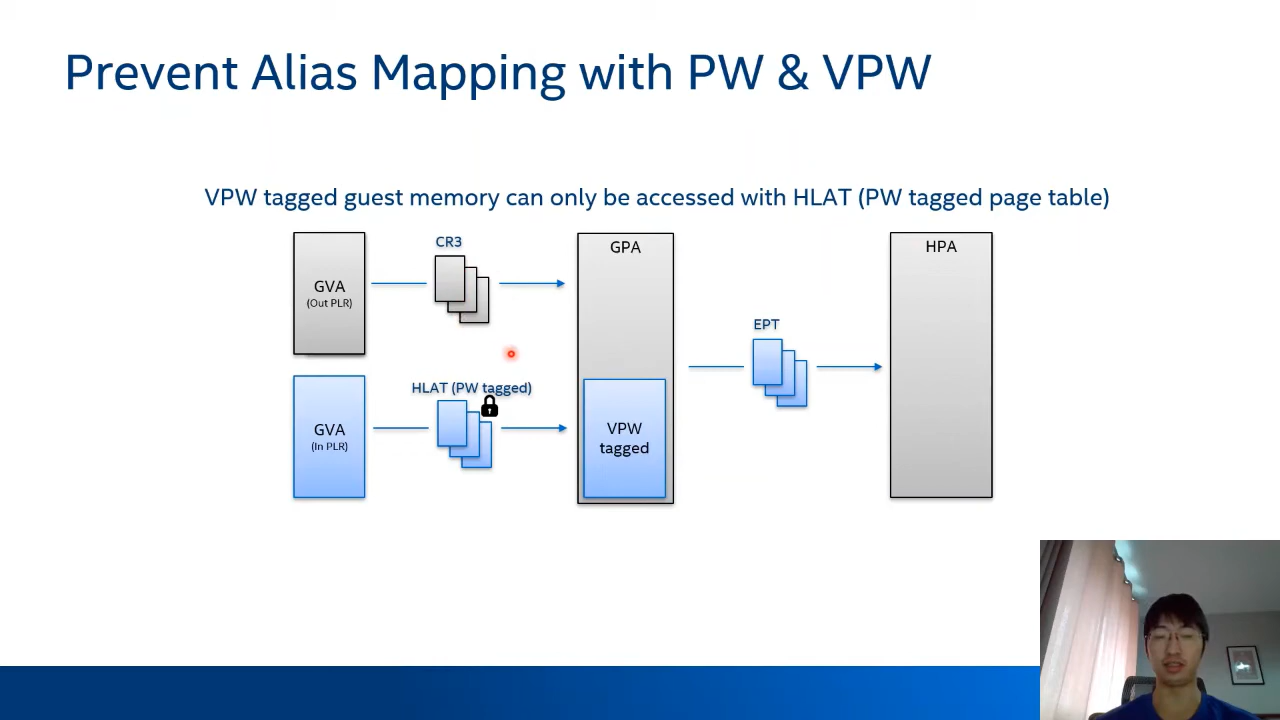 Prevent Alias Mapping with PW & VPW
VPW tagged guest memory can only be accessed with HLAT (PW tagged page table)
GVA
(Out PLR)
CR3
GPA
HPA
EPT
HLAT (PW tagged)
GVA
(In PLR)
VPW
tagged